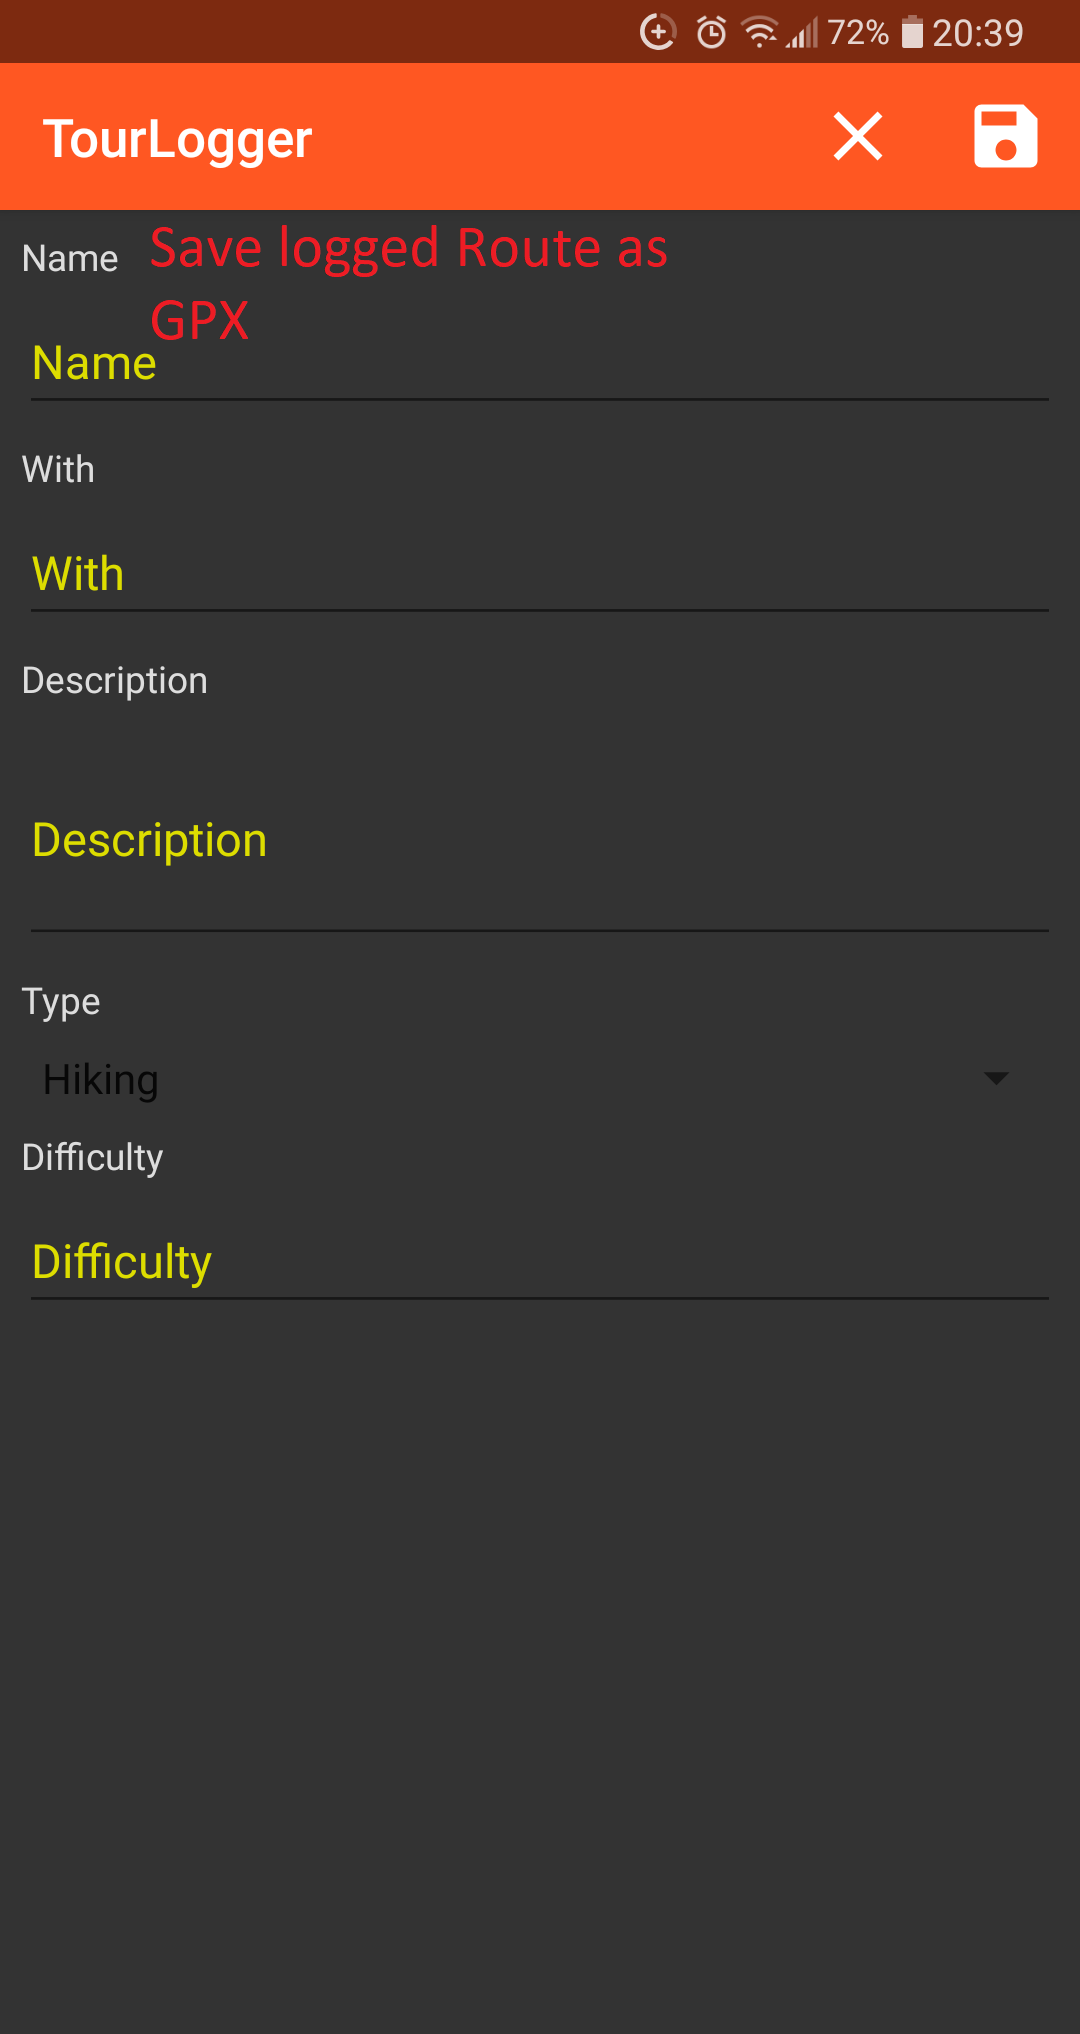 72% 20:39
TourLogger
Name
Save logged Route as
GPX
Name
With
With
Description
Description
Type
Hiking
Difficulty
Difficulty